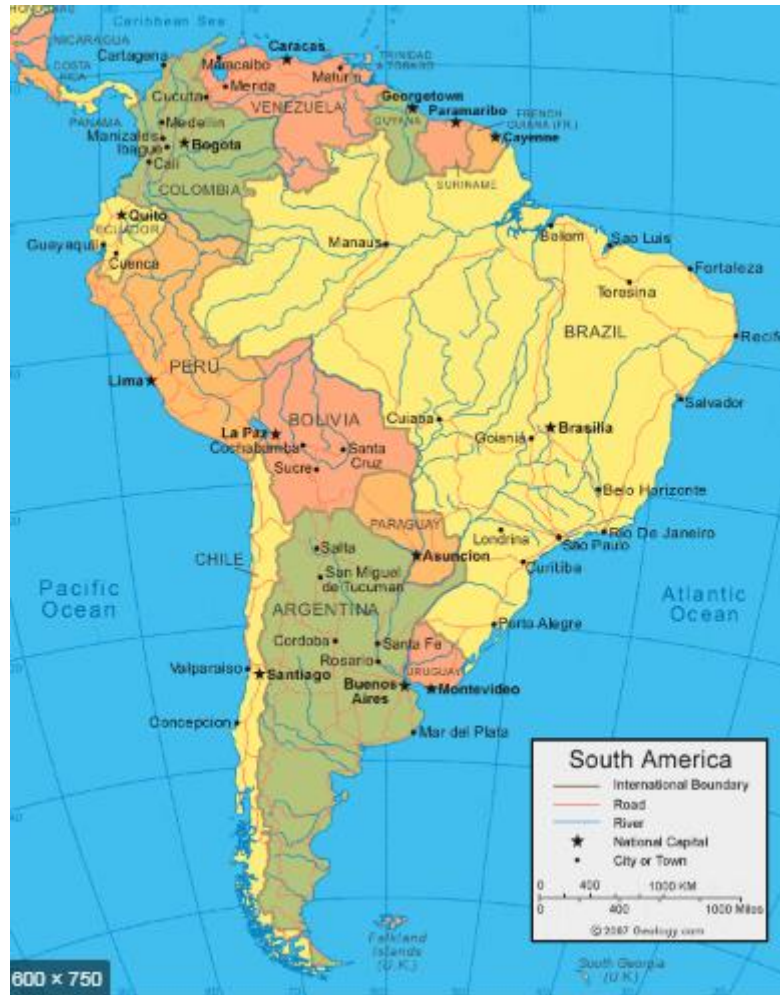 Caribbean Sea
NICARAGUA
COSTA
RICA
PANAMA
Cartagena
Maracaibo
Caracas
Maturin
TRINIDAD
& TOBAGO
Cucuta
Merida
VENEZUELA
Georgetown
GUYANA
Paramaribo
FRENCH
GUIANA (FR.)
Cayenne
SURINAME
Medellin
Manizales
Ibague
Bogota
Cali
COLOMBIA
Quito
ECUADOR
Guayaquil
Cuenca
Manaus
Belem
Sao Luis
Fortaleza
Teresina
BRAZIL
Recif
PERU
Lima
BOLIVIA
La Paz
Cochabamba
Santa
Cruz
Sucre
Cuiaba
Goiania
Brasilia
Salvador
Belo Horizonte
PARAGUAY
Londrina
Rio De Janeiro
Sao Paulo
Asuncion
Curitiba
CHILE
Salta
San Miguel
de Tucuman
Pacific
Ocean
Atlantic
Ocean
ARGENTINA
Porto Alegre
Cordoba
Santa Fe
Rosario
URUGUAY
Valparaiso
Santiago
Buenos
Aires
Montevideo
Concepcion
Mar del Plata
South America
International Boundary
Road
River
National Capital
City or Town
0 400 1000 KM
0 400 1000 Miles
© 2007 Geology.com
Falkland
Islands
(U.K.)
South Georgia
(U.K.)
600 × 750